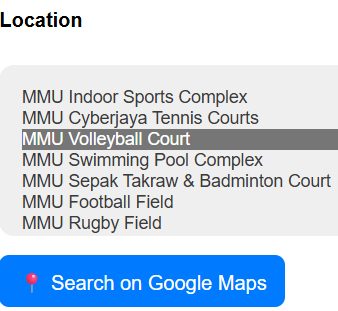 Location
MMU Indoor Sports Complex
MMU Cyberjaya Tennis Courts
MMU Volleyball Court
MMU Swimming Pool Complex
MMU Sepak Takraw & Badminton Court
MMU Football Field
MMU Rugby Field
📍 Search on Google Maps